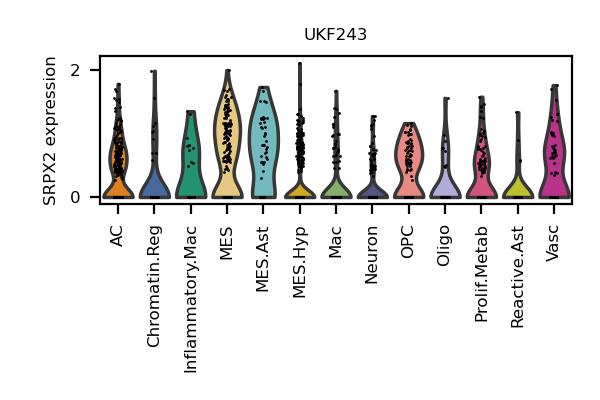 UKF243
SRPX2 expression
2
0
AC
Chromatin.Reg
Inflammatory.Mac
MES
MES.Ast
MES.Hyp
Mac
Neuron
OPC
Oligo
Prolif.Metab
Reactive.Ast
Vasc